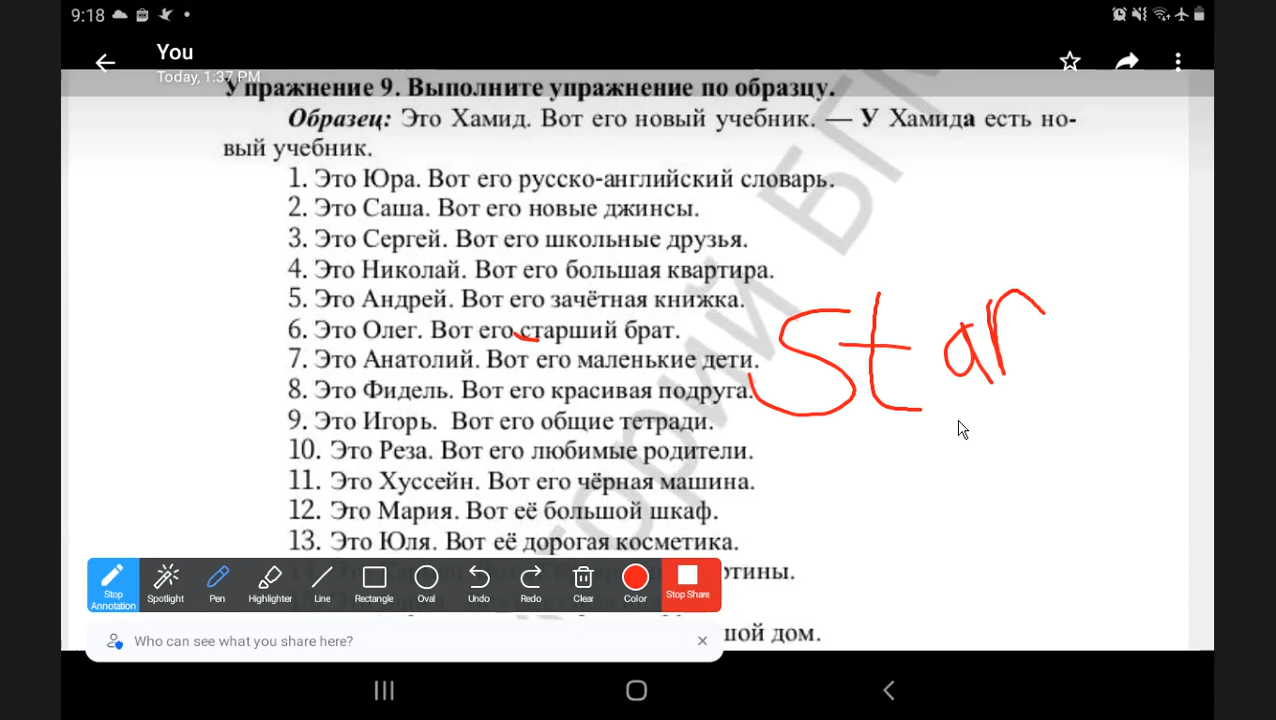 9:18
You
Today, 1:37 PM
Упражнение 9. Выполните упражнение по образцу.
Образец: Это Хамид. Вот его новый учебник. — У Хамида есть но-
вый учебник.
1. Это Юра. Вот его русско-английский словарь.
2. Это Саша. Вот его новые джинсы.
3. Это Сергей. Вот его школьные друзья.
4. Это Николай. Вот его большая квартира.
5. Это Андрей. Вот его зачётная книжка.
6. Это Олег. Вот его старший брат.
7. Это Анатолий. Вот его маленькие дети.
star
8. Это Фидель. Вот его красивая подруга.
9. Это Игорь. Вот его общие тетради.
10. Это Реза. Вот его любимые родители.
11. Это Хуссейн. Вот его чёрная машина.
12. Это Мария. Вот её большой шкаф.
13. Это Юля. Вот её дорогая косметика.
Stop Annotation Spotlight Pen Highlighter Line Rectangle Oval Undo Redo Clear Color Stop Share
Who can see what you share here?
дом.